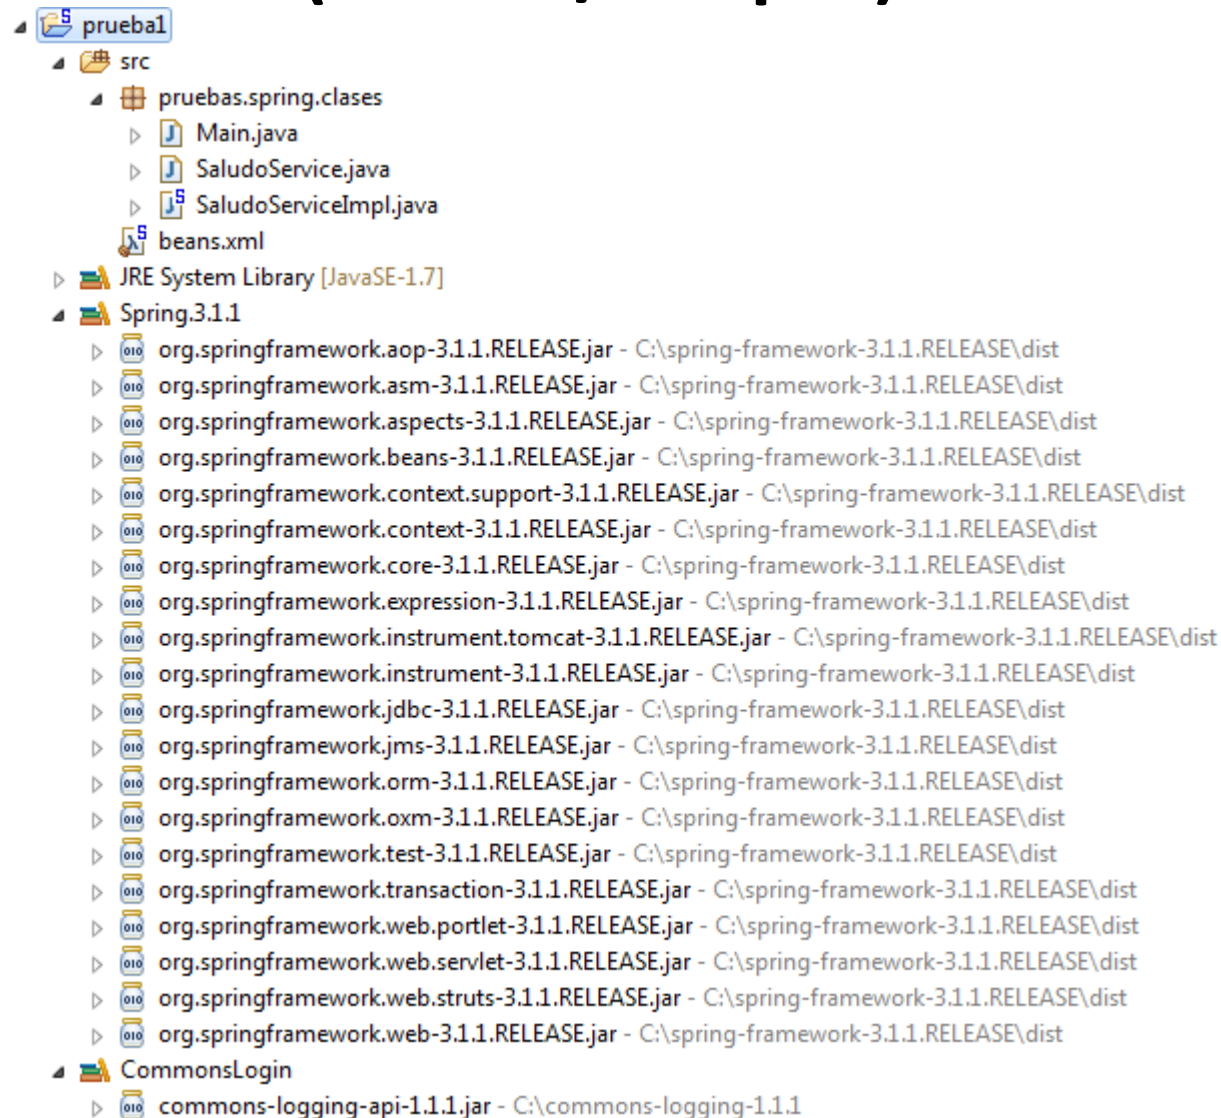 prueba1
src
pruebas.spring.clases
Main.java
SaludoService.java
SaludoServiceImpl.java
beans.xml
JRE System Library [JavaSE-1.7]
Spring.3.1.1
org.springframework.aop-3.1.1.RELEASE.jar - C:\spring-framework-3.1.1.RELEASE\dist
org.springframework.asm-3.1.1.RELEASE.jar - C:\spring-framework-3.1.1.RELEASE\dist
org.springframework.aspects-3.1.1.RELEASE.jar - C:\spring-framework-3.1.1.RELEASE\dist
org.springframework.beans-3.1.1.RELEASE.jar - C:\spring-framework-3.1.1.RELEASE\dist
org.springframework.context.support-3.1.1.RELEASE.jar - C:\spring-framework-3.1.1.RELEASE\dist
org.springframework.context-3.1.1.RELEASE.jar - C:\spring-framework-3.1.1.RELEASE\dist
org.springframework.core-3.1.1.RELEASE.jar - C:\spring-framework-3.1.1.RELEASE\dist
org.springframework.expression-3.1.1.RELEASE.jar - C:\spring-framework-3.1.1.RELEASE\dist
org.springframework.instrument.tomcat-3.1.1.RELEASE.jar - C:\spring-framework-3.1.1.RELEASE\dist
org.springframework.instrument-3.1.1.RELEASE.jar - C:\spring-framework-3.1.1.RELEASE\dist
org.springframework.jdbc-3.1.1.RELEASE.jar - C:\spring-framework-3.1.1.RELEASE\dist
org.springframework.jms-3.1.1.RELEASE.jar - C:\spring-framework-3.1.1.RELEASE\dist
org.springframework.orm-3.1.1.RELEASE.jar - C:\spring-framework-3.1.1.RELEASE\dist
org.springframework.oxm-3.1.1.RELEASE.jar - C:\spring-framework-3.1.1.RELEASE\dist
org.springframework.test-3.1.1.RELEASE.jar - C:\spring-framework-3.1.1.RELEASE\dist
org.springframework.transaction-3.1.1.RELEASE.jar - C:\spring-framework-3.1.1.RELEASE\dist
org.springframework.web.portlet-3.1.1.RELEASE.jar - C:\spring-framework-3.1.1.RELEASE\dist
org.springframework.web.servlet-3.1.1.RELEASE.jar - C:\spring-framework-3.1.1.RELEASE\dist
org.springframework.web.struts-3.1.1.RELEASE.jar - C:\spring-framework-3.1.1.RELEASE\dist
org.springframework.web-3.1.1.RELEASE.jar - C:\spring-framework-3.1.1.RELEASE\dist
CommonsLogin
commons-logging-api-1.1.1.jar - C:\commons-logging-1.1.1